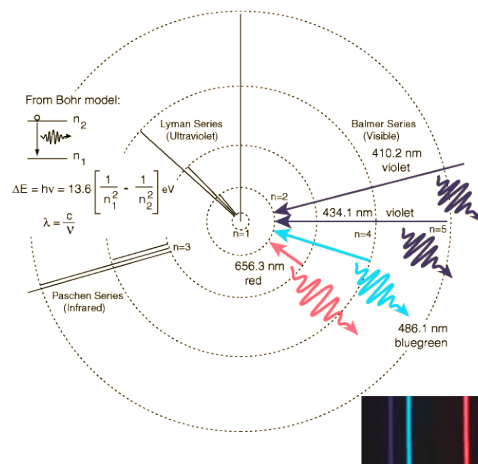 From Bohr model:
n2
n1
ΔE = hν = 13.6 [ 1/n1² - 1/n2² ] eV
λ = c/ν
Lyman Series
(Ultraviolet)
Balmer Series
(Visible)
410.2 nm
violet
n=2
434.1 nm violet
n=1
n=4
n=5
n=3
656.3 nm
red
Paschen Series
(Infrared)
486.1 nm
bluegreen